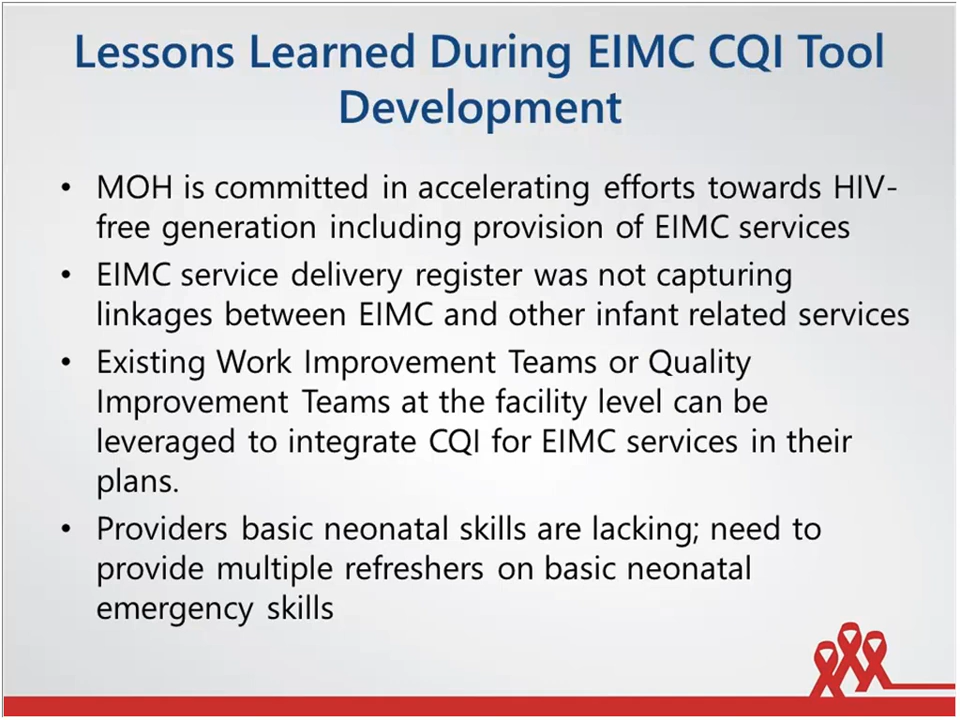 Lessons Learned During EIMC CQI Tool
Development
• MOH is committed in accelerating efforts towards HIV-
free generation including provision of EIMC services
• EIMC service delivery register was not capturing
linkages between EIMC and other infant related services
• Existing Work Improvement Teams or Quality
Improvement Teams at the facility level can be
leveraged to integrate CQI for EIMC services in their
plans.
• Providers basic neonatal skills are lacking; need to
provide multiple refreshers on basic neonatal
emergency skills